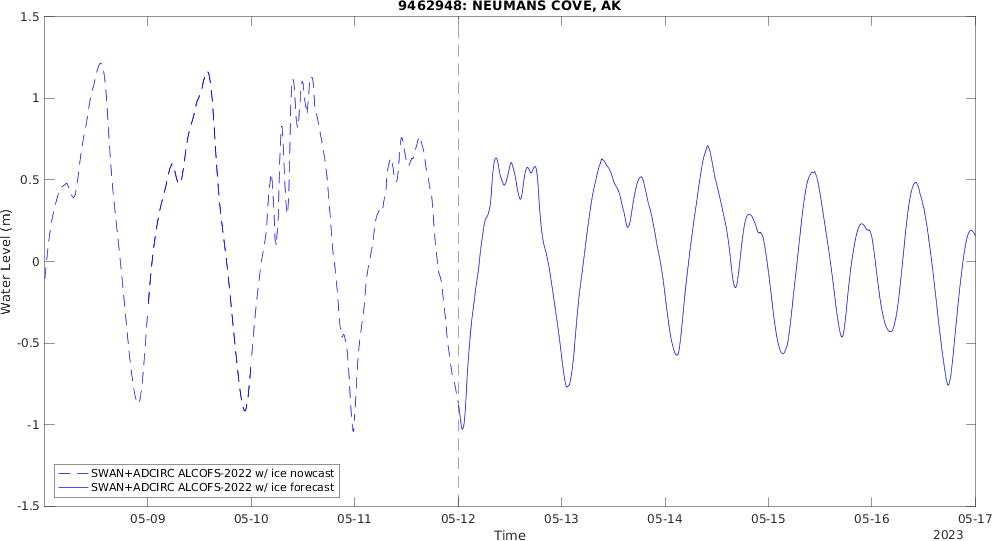 9462948: NEUMANS COVE, AK
1.5
1
0.5
0
-0.5
-1
-1.5
Water Level (m)
SWAN+ADCIRC ALCOFS-2022 w/ ice nowcast
SWAN+ADCIRC ALCOFS-2022 w/ ice forecast
05-09 05-10 05-11 05-12 05-13 05-14 05-15 05-16 05-17
Time
2023